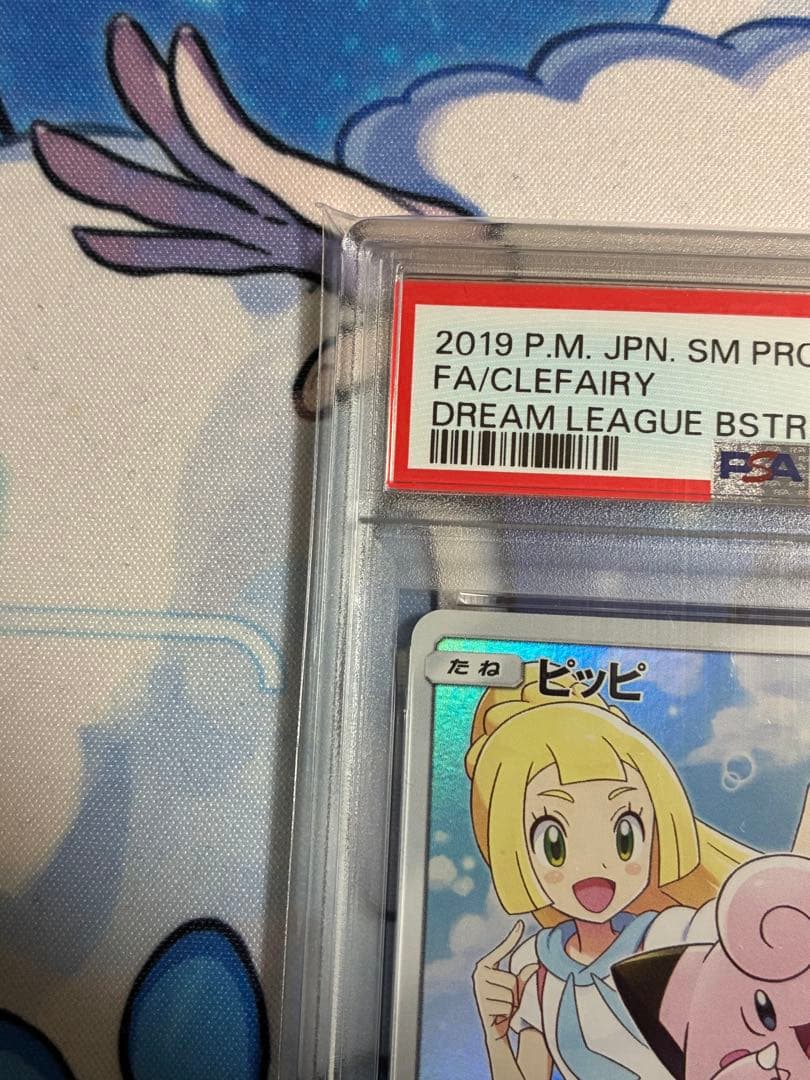 2019 P.M. JPN. SM PRO
FA/CLEFAIRY
DREAM LEAGUE BSTR
PSA
たね ピッピ